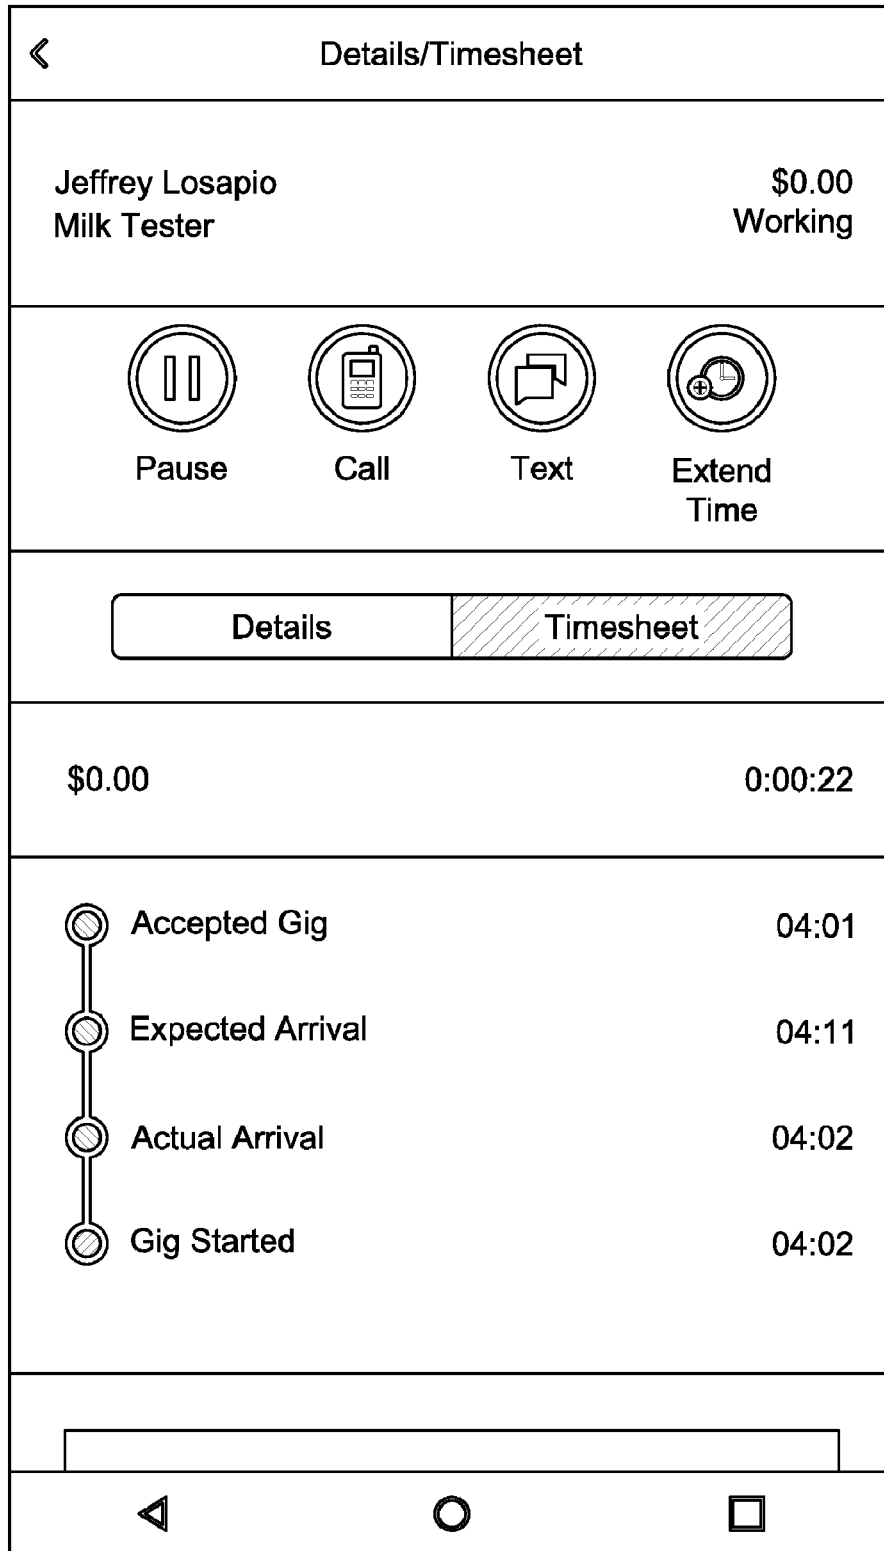 Details/Timesheet
Jeffrey Losapio
$0.00
Milk Tester
Working
Pause
Call
Text
Extend
Time
Details
Timesheet
$0.00
0:00:22
Accepted Gig
04:01
Expected Arrival
04:11
Actual Arrival
04:02
Gig Started
04:02